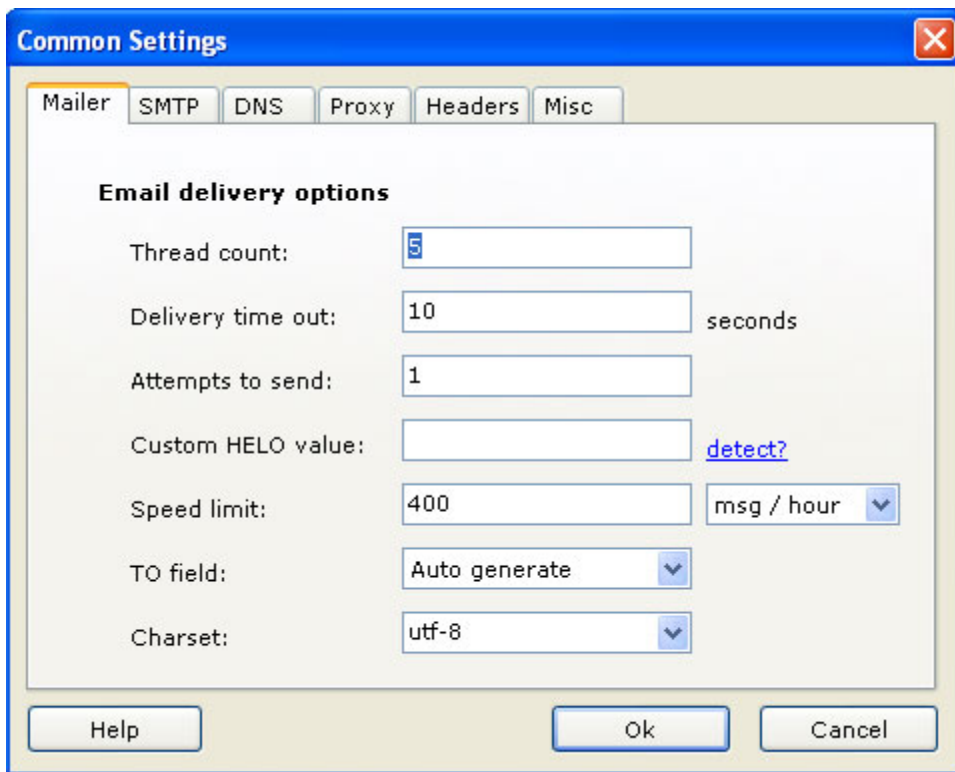 Common Settings
Mailer SMTP DNS Proxy Headers Misc
Email delivery options
Thread count: 5
Delivery time out: 10 seconds
Attempts to send: 1
Custom HELO value: detect?
Speed limit: 400 msg / hour
TO field: Auto generate
Charset: utf-8
Help Ok Cancel